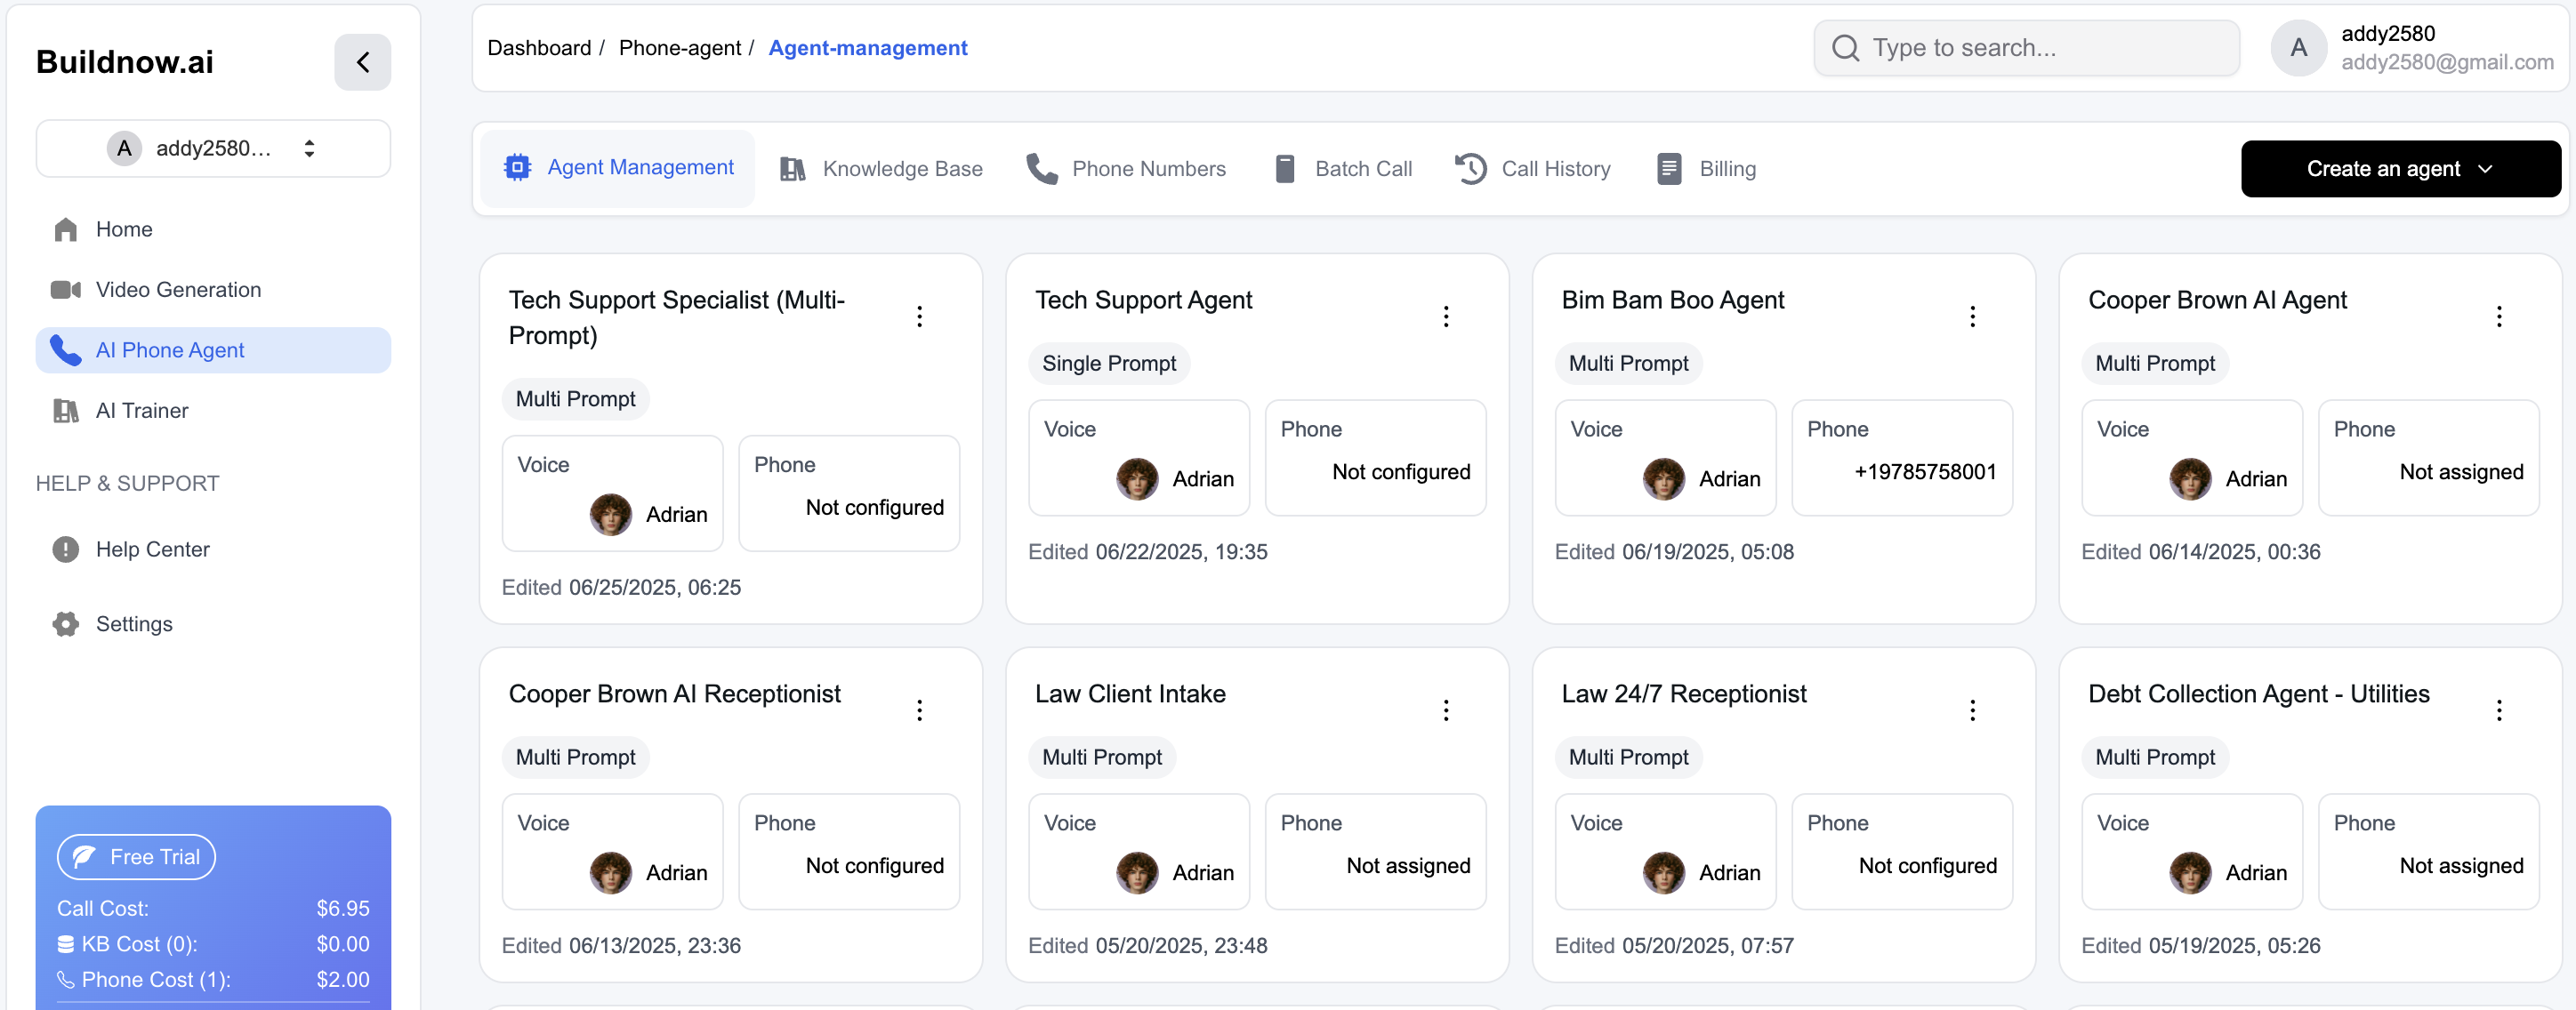 Buildnow.ai
A addy2580...
Home
Video Generation
AI Phone Agent
AI Trainer
HELP & SUPPORT
Help Center
Settings
Free Trial
Call Cost: $6.95
KB Cost (0): $0.00
Phone Cost (1): $2.00
Dashboard / Phone-agent / Agent-management
Type to search...
A
addy2580
addy2580@gmail.com
Agent Management Knowledge Base Phone Numbers Batch Call Call History Billing
Create an agent
Tech Support Specialist (Multi-
Prompt)
Multi Prompt
Voice
Adrian
Phone
Not configured
Edited 06/25/2025, 06:25
Tech Support Agent
Single Prompt
Voice
Adrian
Phone
Not configured
Edited 06/22/2025, 19:35
Bim Bam Boo Agent
Multi Prompt
Voice
Adrian
Phone
+19785758001
Edited 06/19/2025, 05:08
Cooper Brown AI Agent
Multi Prompt
Voice
Adrian
Phone
Not assigned
Edited 06/14/2025, 00:36
Cooper Brown AI Receptionist
Multi Prompt
Voice
Adrian
Phone
Not configured
Edited 06/13/2025, 23:36
Law Client Intake
Multi Prompt
Voice
Adrian
Phone
Not assigned
Edited 05/20/2025, 23:48
Law 24/7 Receptionist
Multi Prompt
Voice
Adrian
Phone
Not configured
Edited 05/20/2025, 07:57
Debt Collection Agent - Utilities
Multi Prompt
Voice
Adrian
Phone
Not assigned
Edited 05/19/2025, 05:26